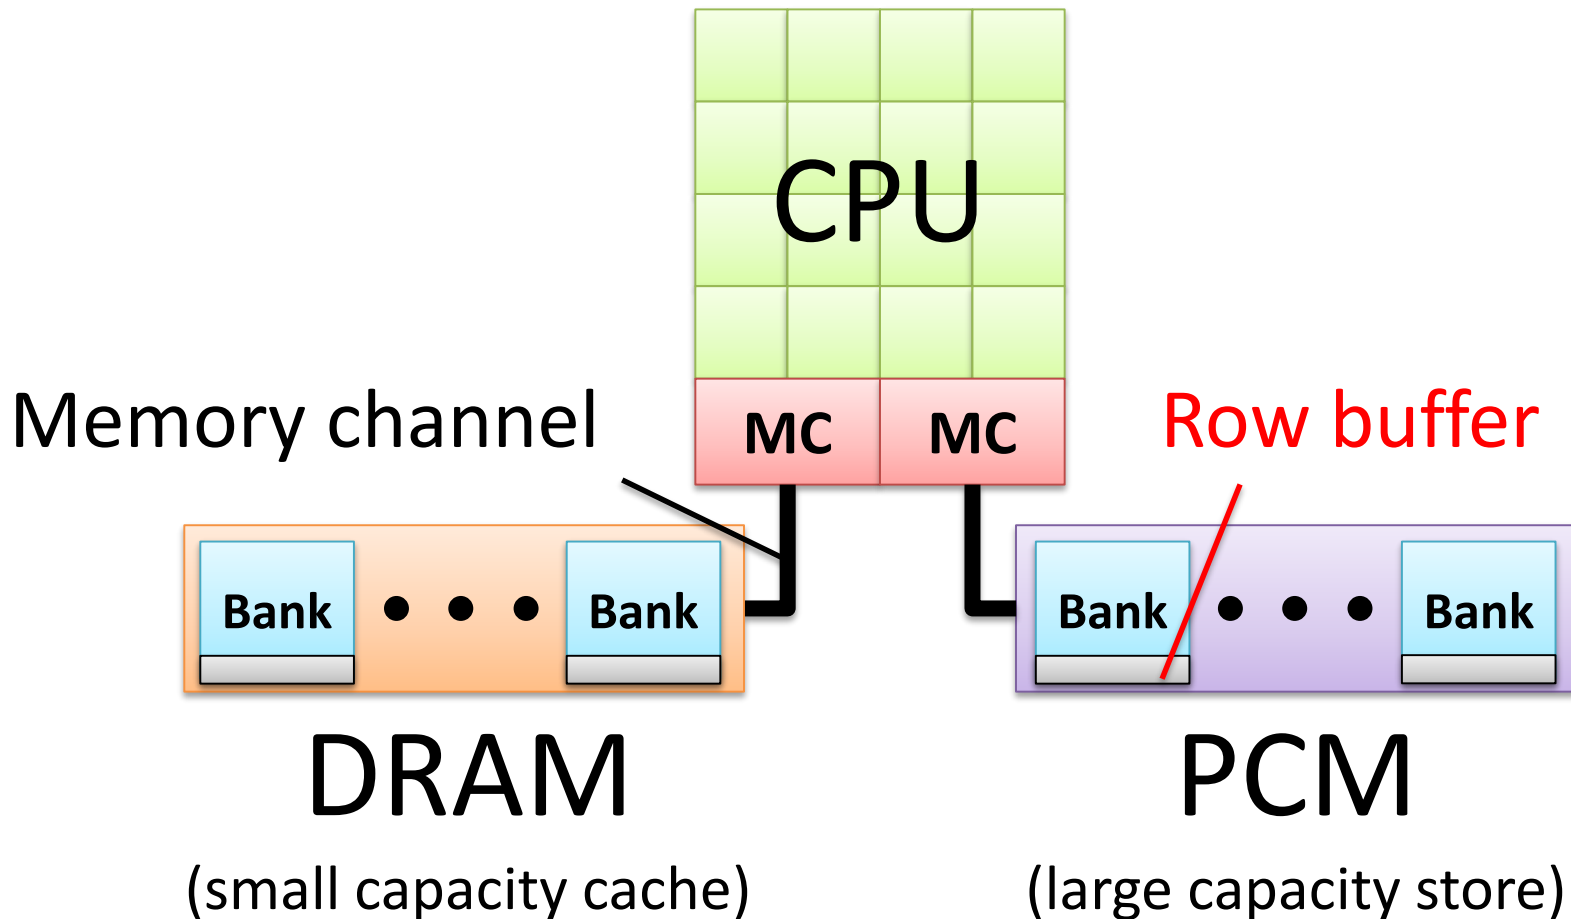 CPU
Memory channel
MC MC
Row buffer
Bank Bank
Bank Bank
DRAM
(small capacity cache)
PCM
(large capacity store)